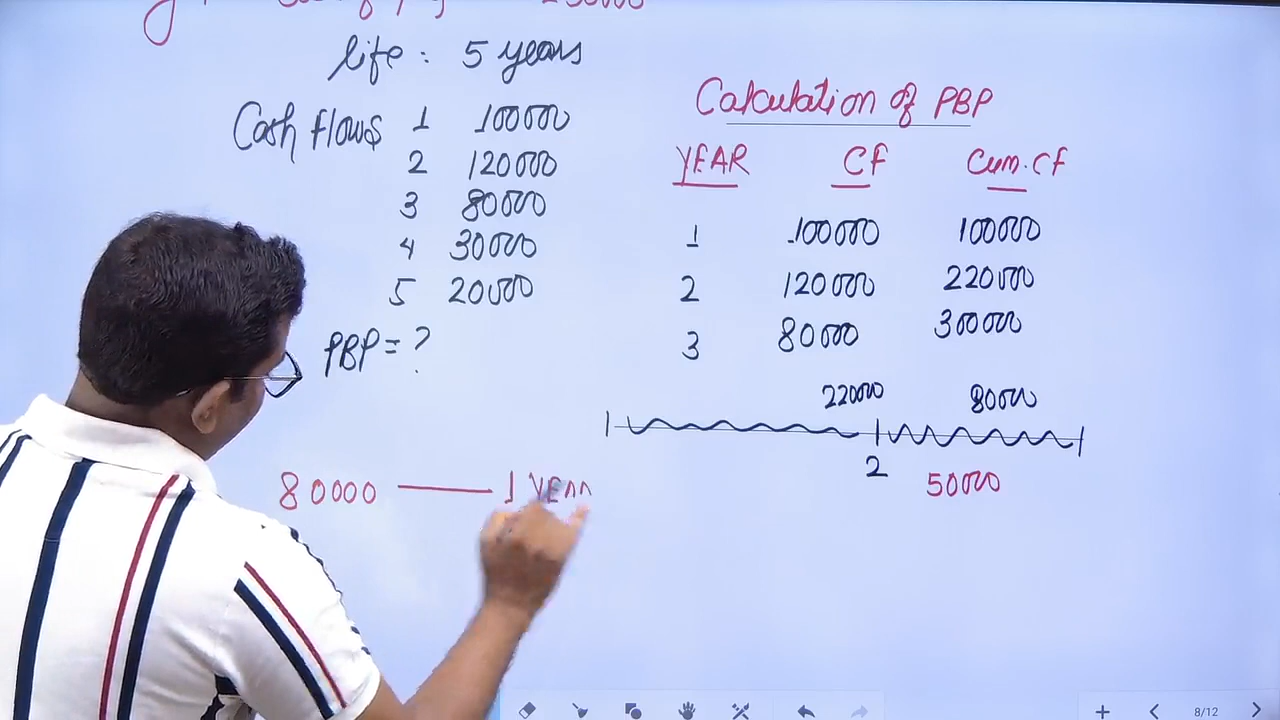 life : 5 years
Cash flows 1 100000
2 120000
3 80000
4 30000
5 20000
PBP = ?
80000 —— 1 YEAR
Calculation of PBP
YEAR CF Cum.CF
1 100000 100000
2 120000 220000
3 80000 300000
220000 80000
2
50000
8/12